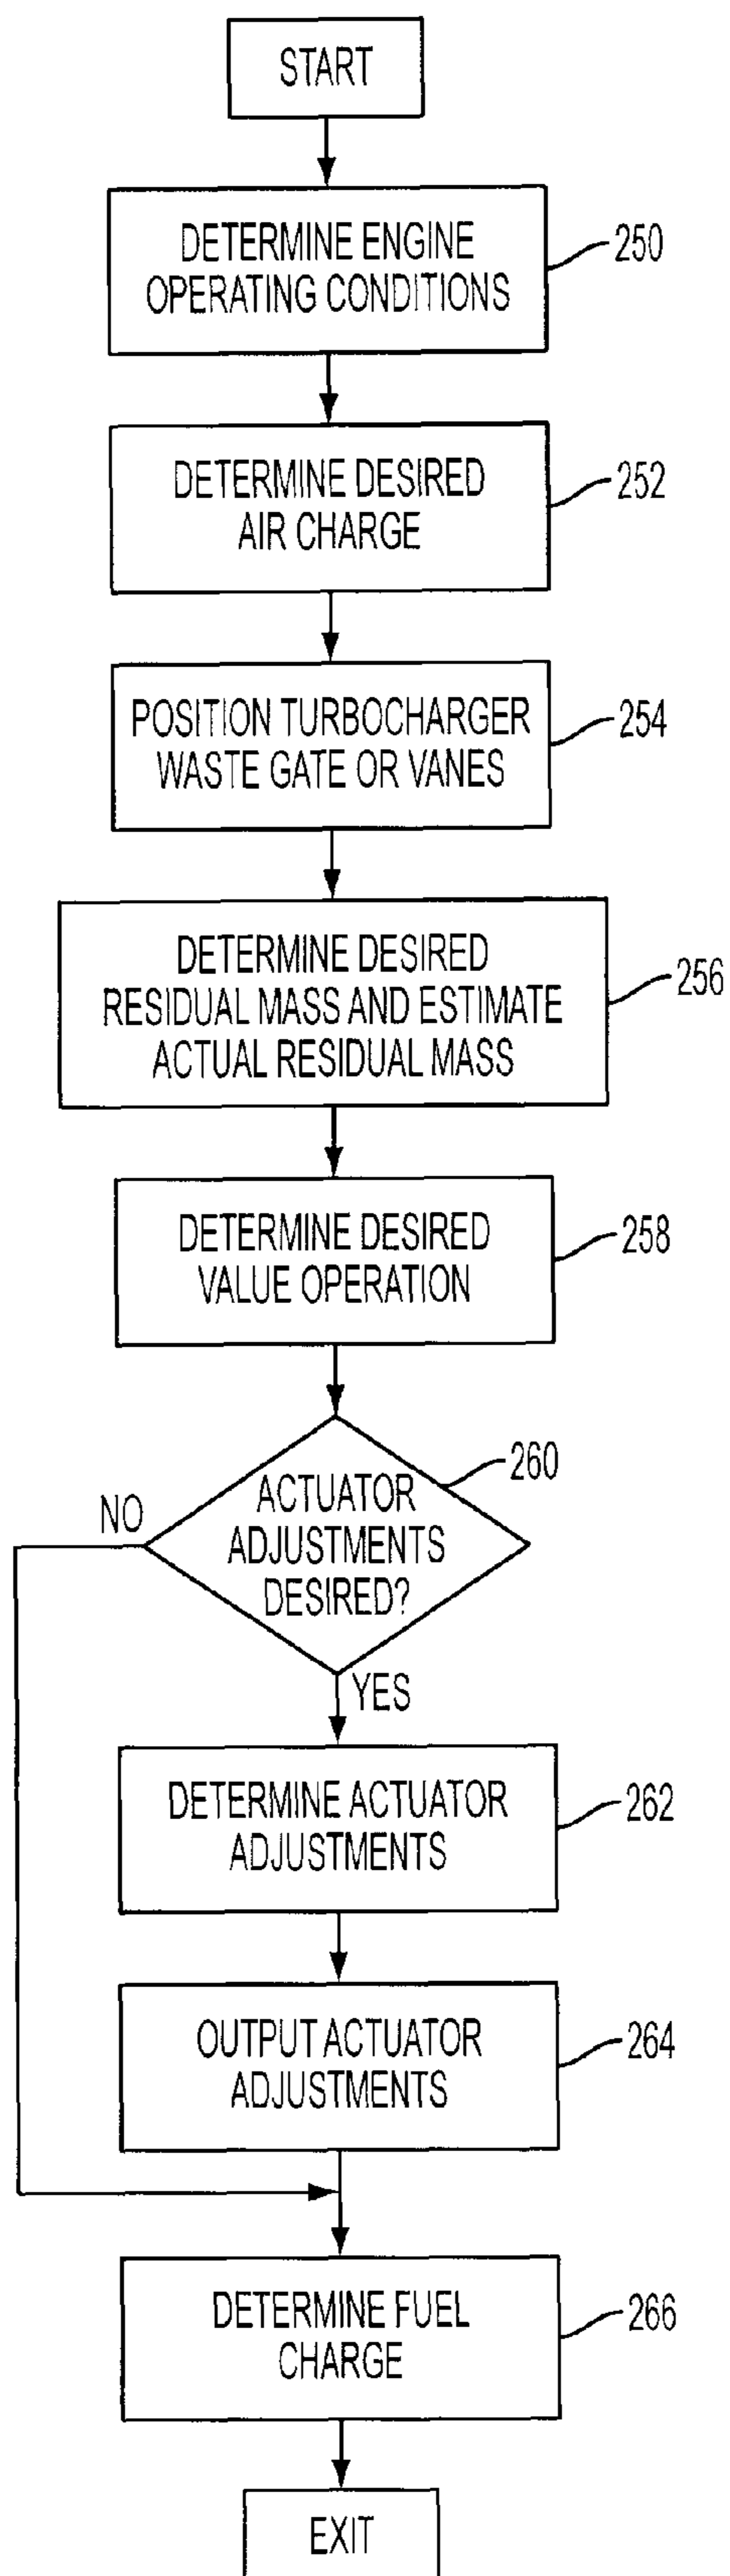 START
DETERMINE ENGINE
OPERATING CONDITIONS
250
DETERMINE DESIRED
AIR CHARGE
252
POSITION TURBOCHARGER
WASTE GATE OR VANES
254
DETERMINE DESIRED
RESIDUAL MASS AND ESTIMATE
ACTUAL RESIDUAL MASS
256
DETERMINE DESIRED
VALUE OPERATION
258
ACTUATOR
ADJUSTMENTS
DESIRED?
260
NO
YES
DETERMINE ACTUATOR
ADJUSTMENTS
262
OUTPUT ACTUATOR
ADJUSTMENTS
264
DETERMINE FUEL
CHARGE
266
EXIT